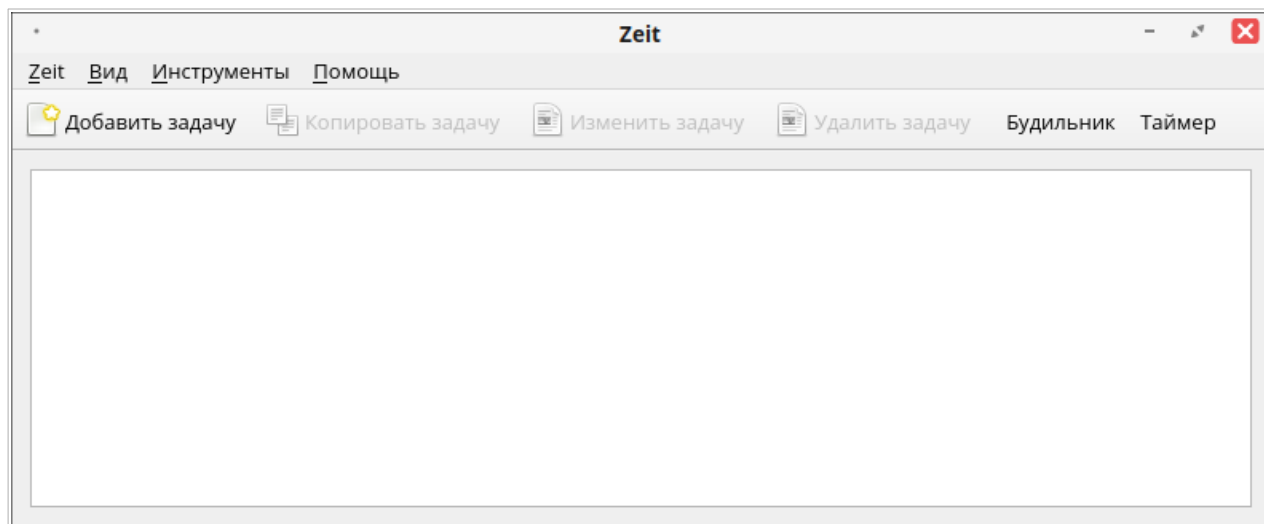 Zeit
Zeit Вид Инструменты Помощь
Добавить задачу Копировать задачу Изменить задачу Удалить задачу Будильник Таймер